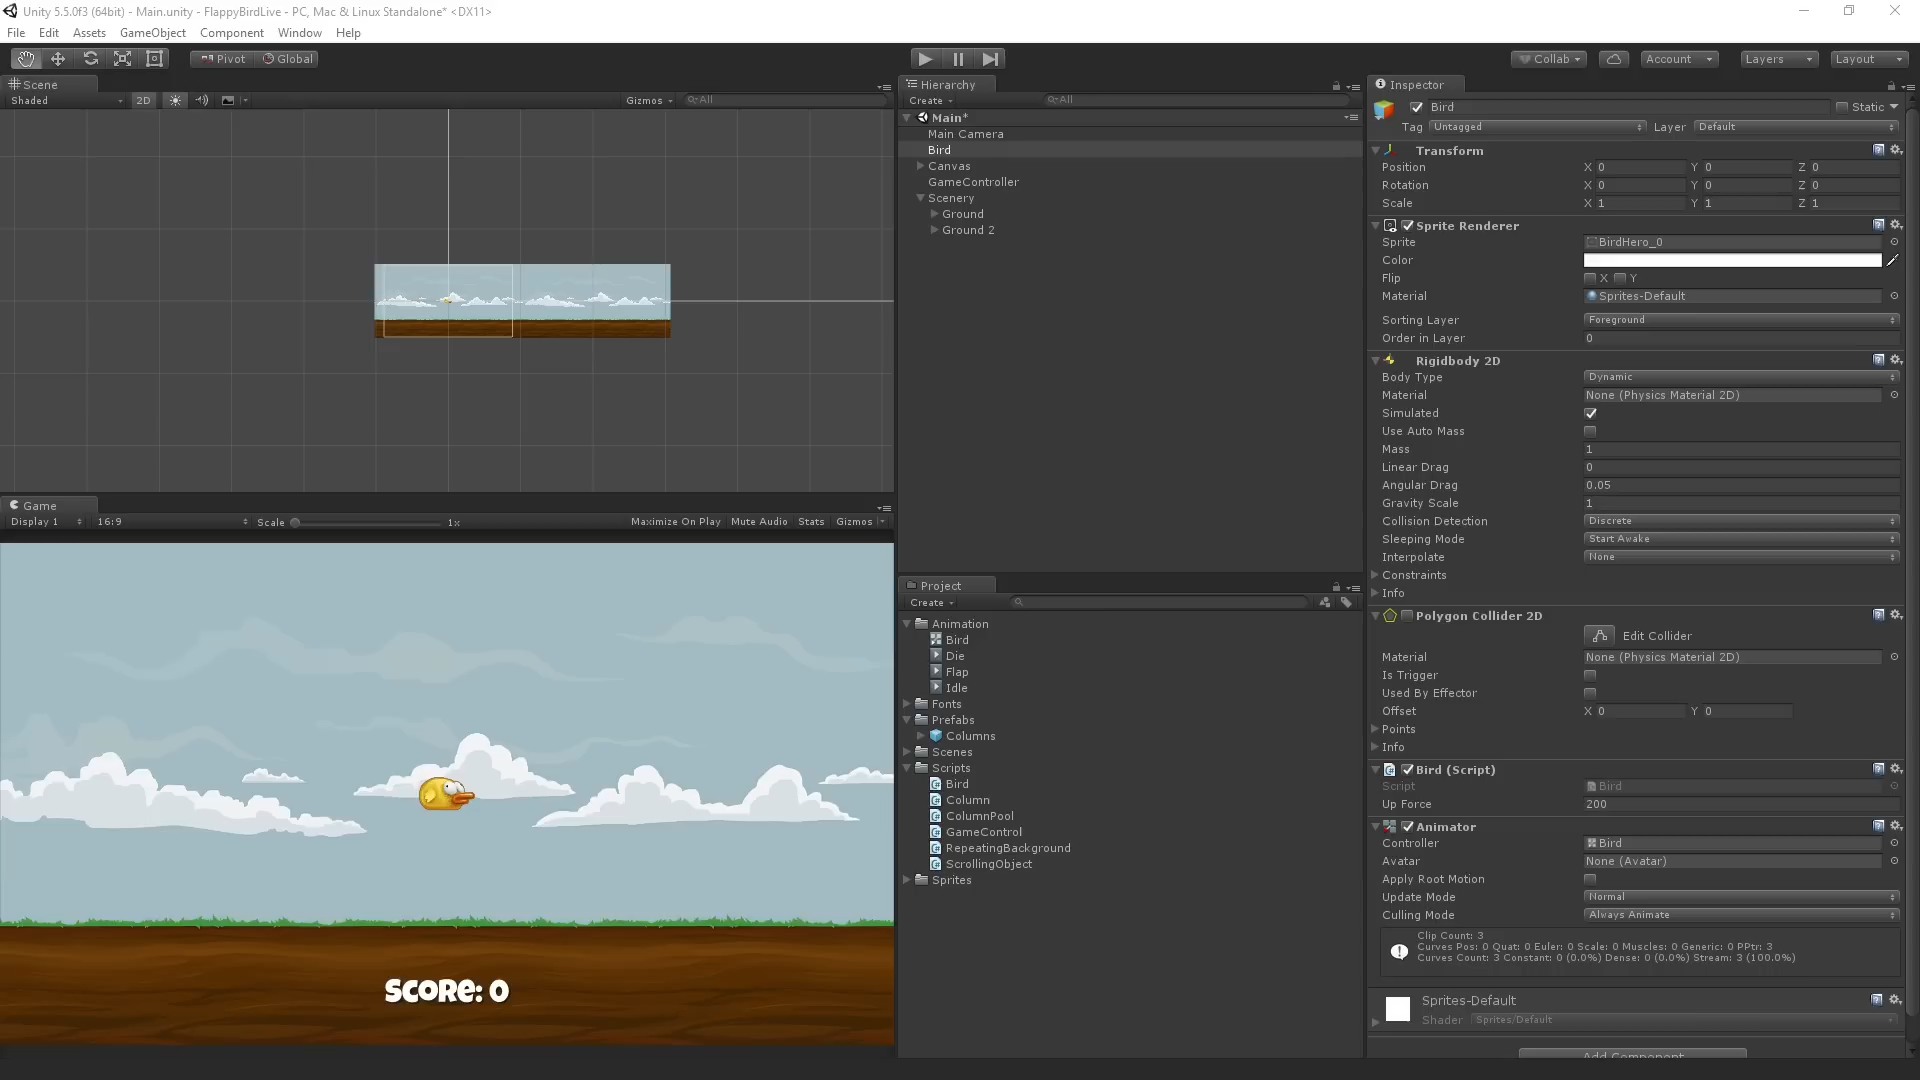 Unity 5.5.0f3 (64bit) - Main.unity - FlappyBirdLive - PC, Mac & Linux Standalone* <DX11>
File Edit Assets GameObject Component Window Help
Pivot Global Collab Account Layers Layout
Scene
Shaded 2D Gizmos All
Hierarchy
Create All
Main*
Main Camera
Bird
Canvas
GameController
Scenery
Ground
Ground 2
Game
Display 1 16:9 Scale 1x Maximize On Play Mute Audio Stats Gizmos
SCORE: 0
Project
Create
Animation
Bird
Die
Flap
Idle
Fonts
Prefabs
Columns
Scenes
Scripts
Bird
Column
ColumnPool
GameControl
RepeatingBackground
ScrollingObject
Sprites
Inspector
Bird Static
Tag Untagged Layer Default
Transform
Position X 0 Y 0 Z 0
Rotation X 0 Y 0 Z 0
Scale X 1 Y 1 Z 1
Sprite Renderer
Sprite BirdHero_0
Color
Flip X Y
Material Sprites-Default
Sorting Layer Foreground
Order in Layer 0
Rigidbody 2D
Body Type Dynamic
Material None (Physics Material 2D)
Simulated
Use Auto Mass
Mass 1
Linear Drag 0
Angular Drag 0.05
Gravity Scale 1
Collision Detection Discrete
Sleeping Mode Start Awake
Interpolate None
Constraints
Info
Polygon Collider 2D
Edit Collider
Material None (Physics Material 2D)
Is Trigger
Used By Effector
Offset X 0 Y 0
Points
Info
Bird (Script)
Script Bird
Up Force 200
Animator
Controller Bird
Avatar None (Avatar)
Apply Root Motion
Update Mode Normal
Culling Mode Always Animate
Clip Count: 3
Curves Pos: 0 Quat: 0 Euler: 0 Scale: 0 Muscles: 0 Generic: 0 PPtr: 3
Curves Count: 3 Constant: 0 (0.0%) Dense: 0 (0.0%) Stream: 3 (100.0%)
Sprites-Default
Shader Sprites/Default
Add Component